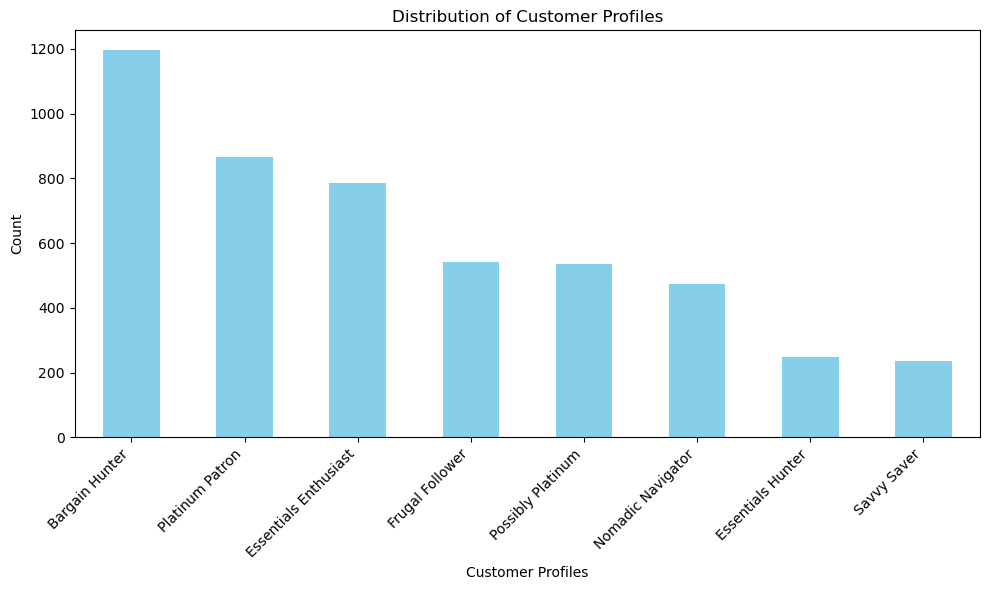 Distribution of Customer Profiles
Count
1200
1000
800
600
400
200
0
Bargain Hunter
Platinum Patron
Essentials Enthusiast
Frugal Follower
Possibly Platinum
Nomadic Navigator
Essentials Hunter
Savvy Saver
Customer Profiles